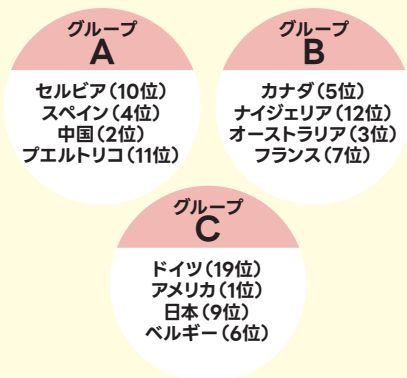 グループ
A
セルビア(10位)
スペイン(4位)
中国(2位)
プエルトリコ(11位)
グループ
B
カナダ(5位)
ナイジェリア(12位)
オーストラリア(3位)
フランス(7位)
グループ
C
ドイツ(19位)
アメリカ(1位)
日本(9位)
ベルギー(6位)